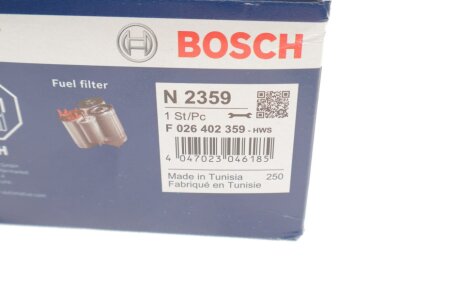 BOSCH
Fuel filter
N 2359
1 St/Pc
F 026 402 359 - HWS
4 047023 046185
Made in Tunisia 250
Fabriqué en Tunisie